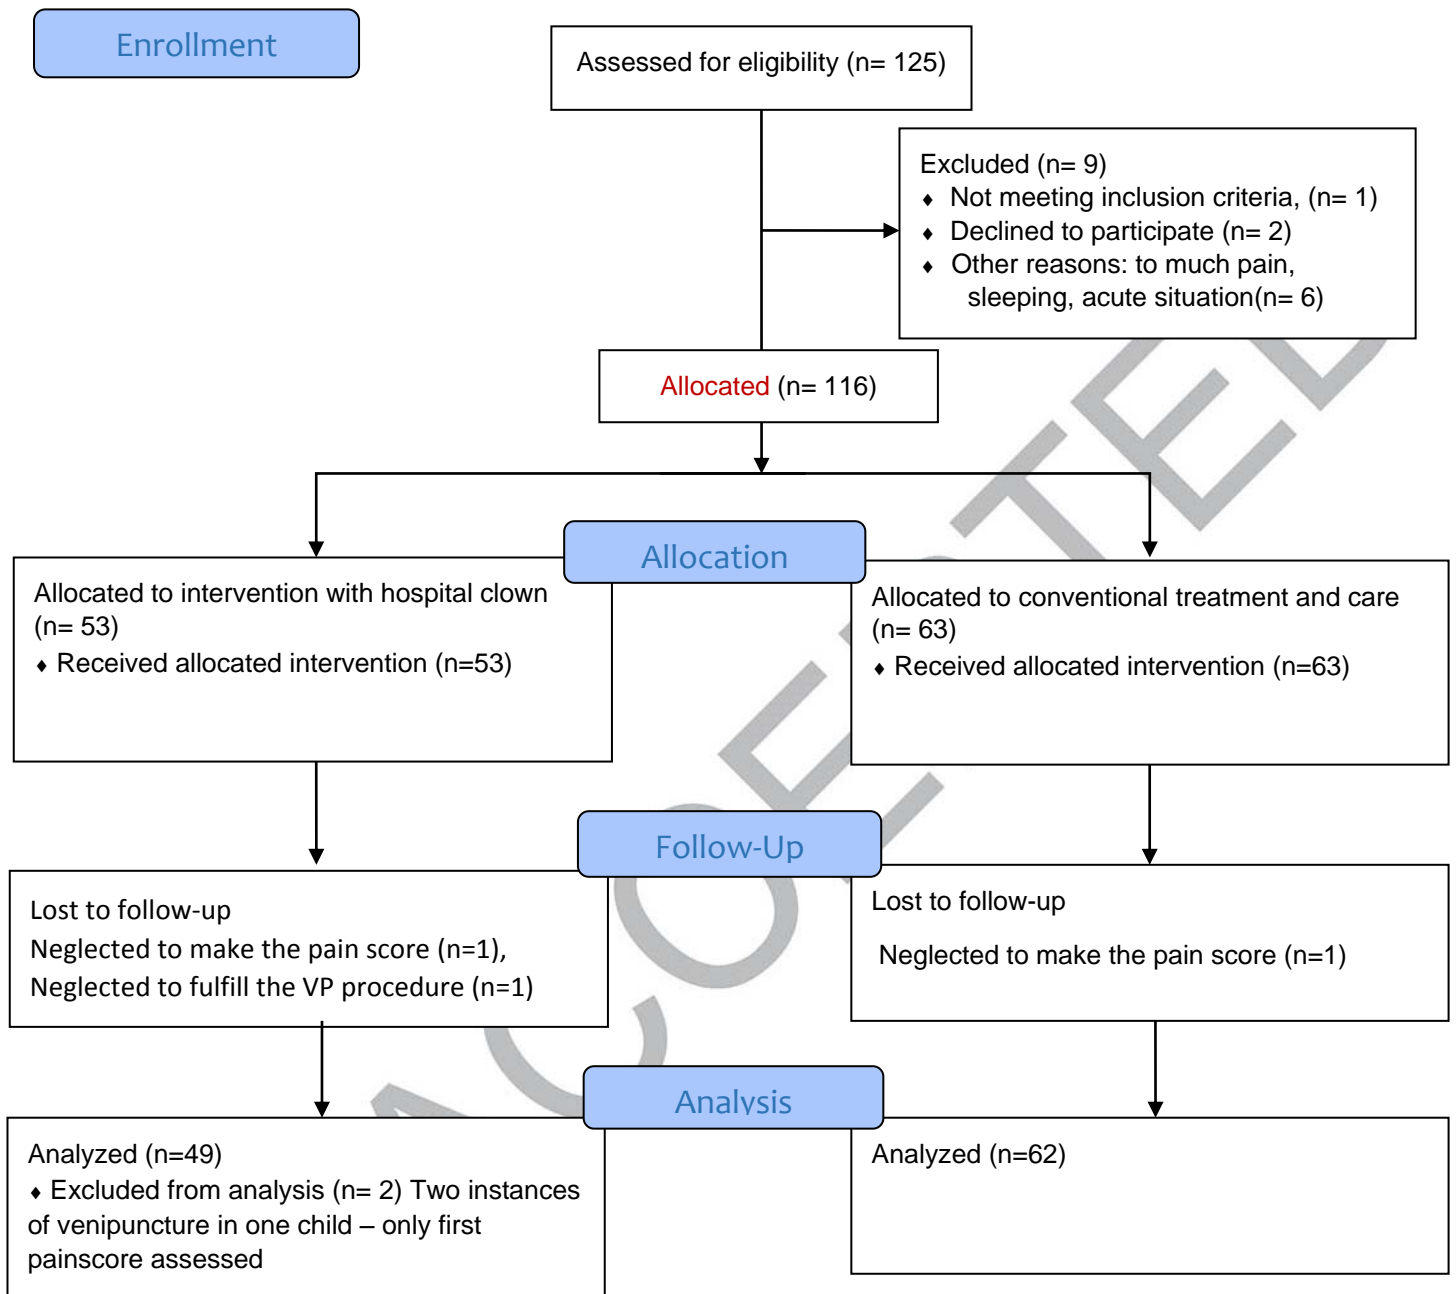 Enrollment
Assessed for eligibility (n= 125)
Excluded (n= 9)
♦ Not meeting inclusion criteria, (n= 1)
♦ Declined to participate (n= 2)
♦ Other reasons: to much pain,
sleeping, acute situation(n= 6)
Allocated (n= 116)
Allocation
Allocated to intervention with hospital clown
(n= 53)
♦ Received allocated intervention (n=53)
Allocated to conventional treatment and care
(n= 63)
♦ Received allocated intervention (n=63)
Follow-Up
Lost to follow-up
Neglected to make the pain score (n=1),
Neglected to fulfill the VP procedure (n=1)
Lost to follow-up
Neglected to make the pain score (n=1)
Analysis
Analyzed (n=49)
♦ Excluded from analysis (n= 2) Two instances
of venipuncture in one child – only first
painscore assessed
Analyzed (n=62)
ACCEPTED